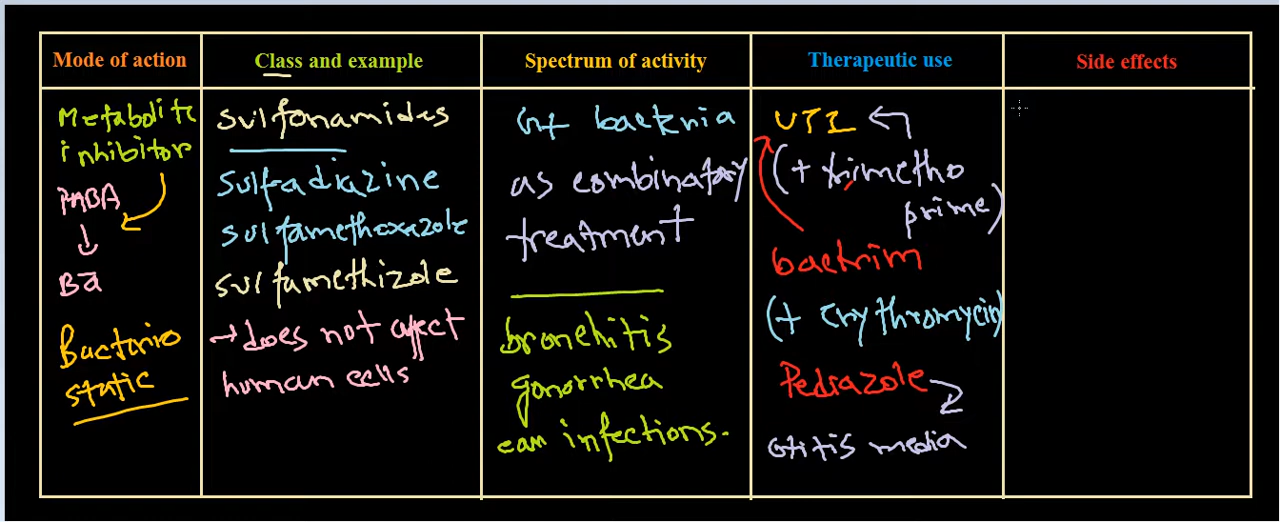 Mode of action
Class and example
Spectrum of activity
Therapeutic use
Side effects
Metabolite
inhibitor
PABA
↓
Ba
Bacterio
static
sulfonamides
sulfadiazine
sulfamethoxazole
sulfamethizole
→ does not affect
human cells
bacteria
as combinatory
treatment
bronchitis
gonorrhea
ear infections.
UTI
(+ trimetho
prime)
bactrim
(+ Erythromycin)
Pediazole
otitis media